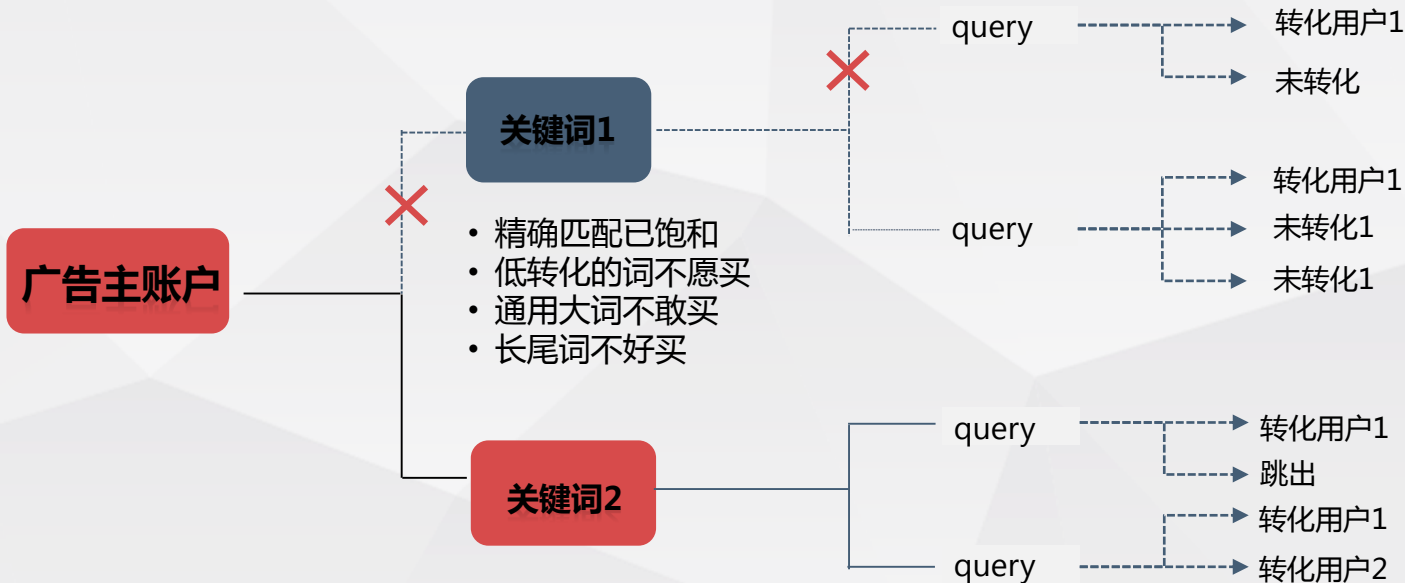 广告主账户
关键词1
• 精确匹配已饱和
• 低转化的词不愿买
• 通用大词不敢买
• 长尾词不好买
关键词2
query
转化用户1
未转化
query
转化用户1
未转化1
未转化1
query
转化用户1
跳出
query
转化用户1
转化用户2